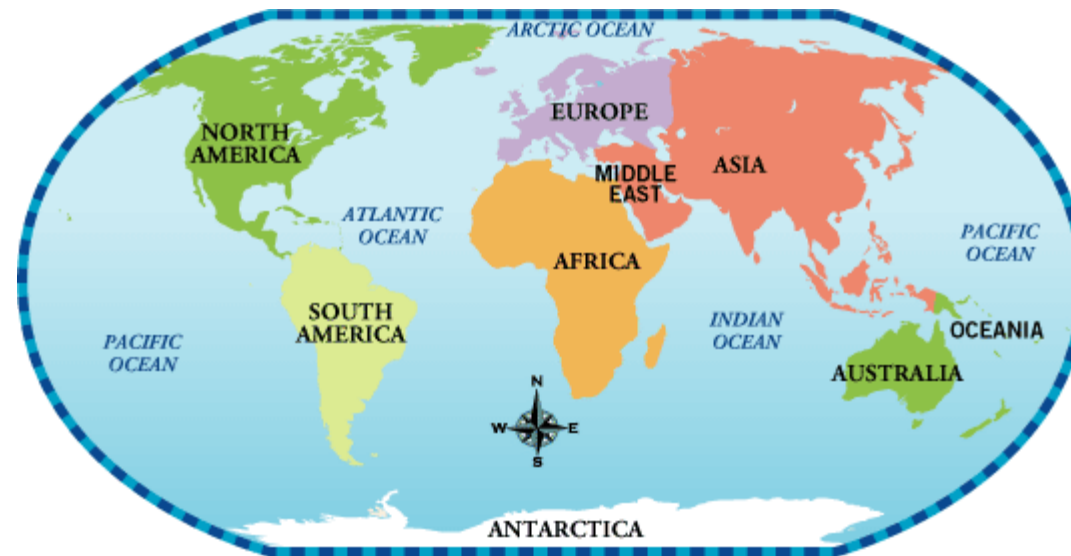 ARCTIC OCEAN
NORTH
AMERICA
EUROPE
ASIA
MIDDLE
EAST
ATLANTIC
OCEAN
PACIFIC
OCEAN
AFRICA
SOUTH
AMERICA
INDIAN
OCEAN
OCEANIA
PACIFIC
OCEAN
AUSTRALIA
N
W
E
S
ANTARCTICA